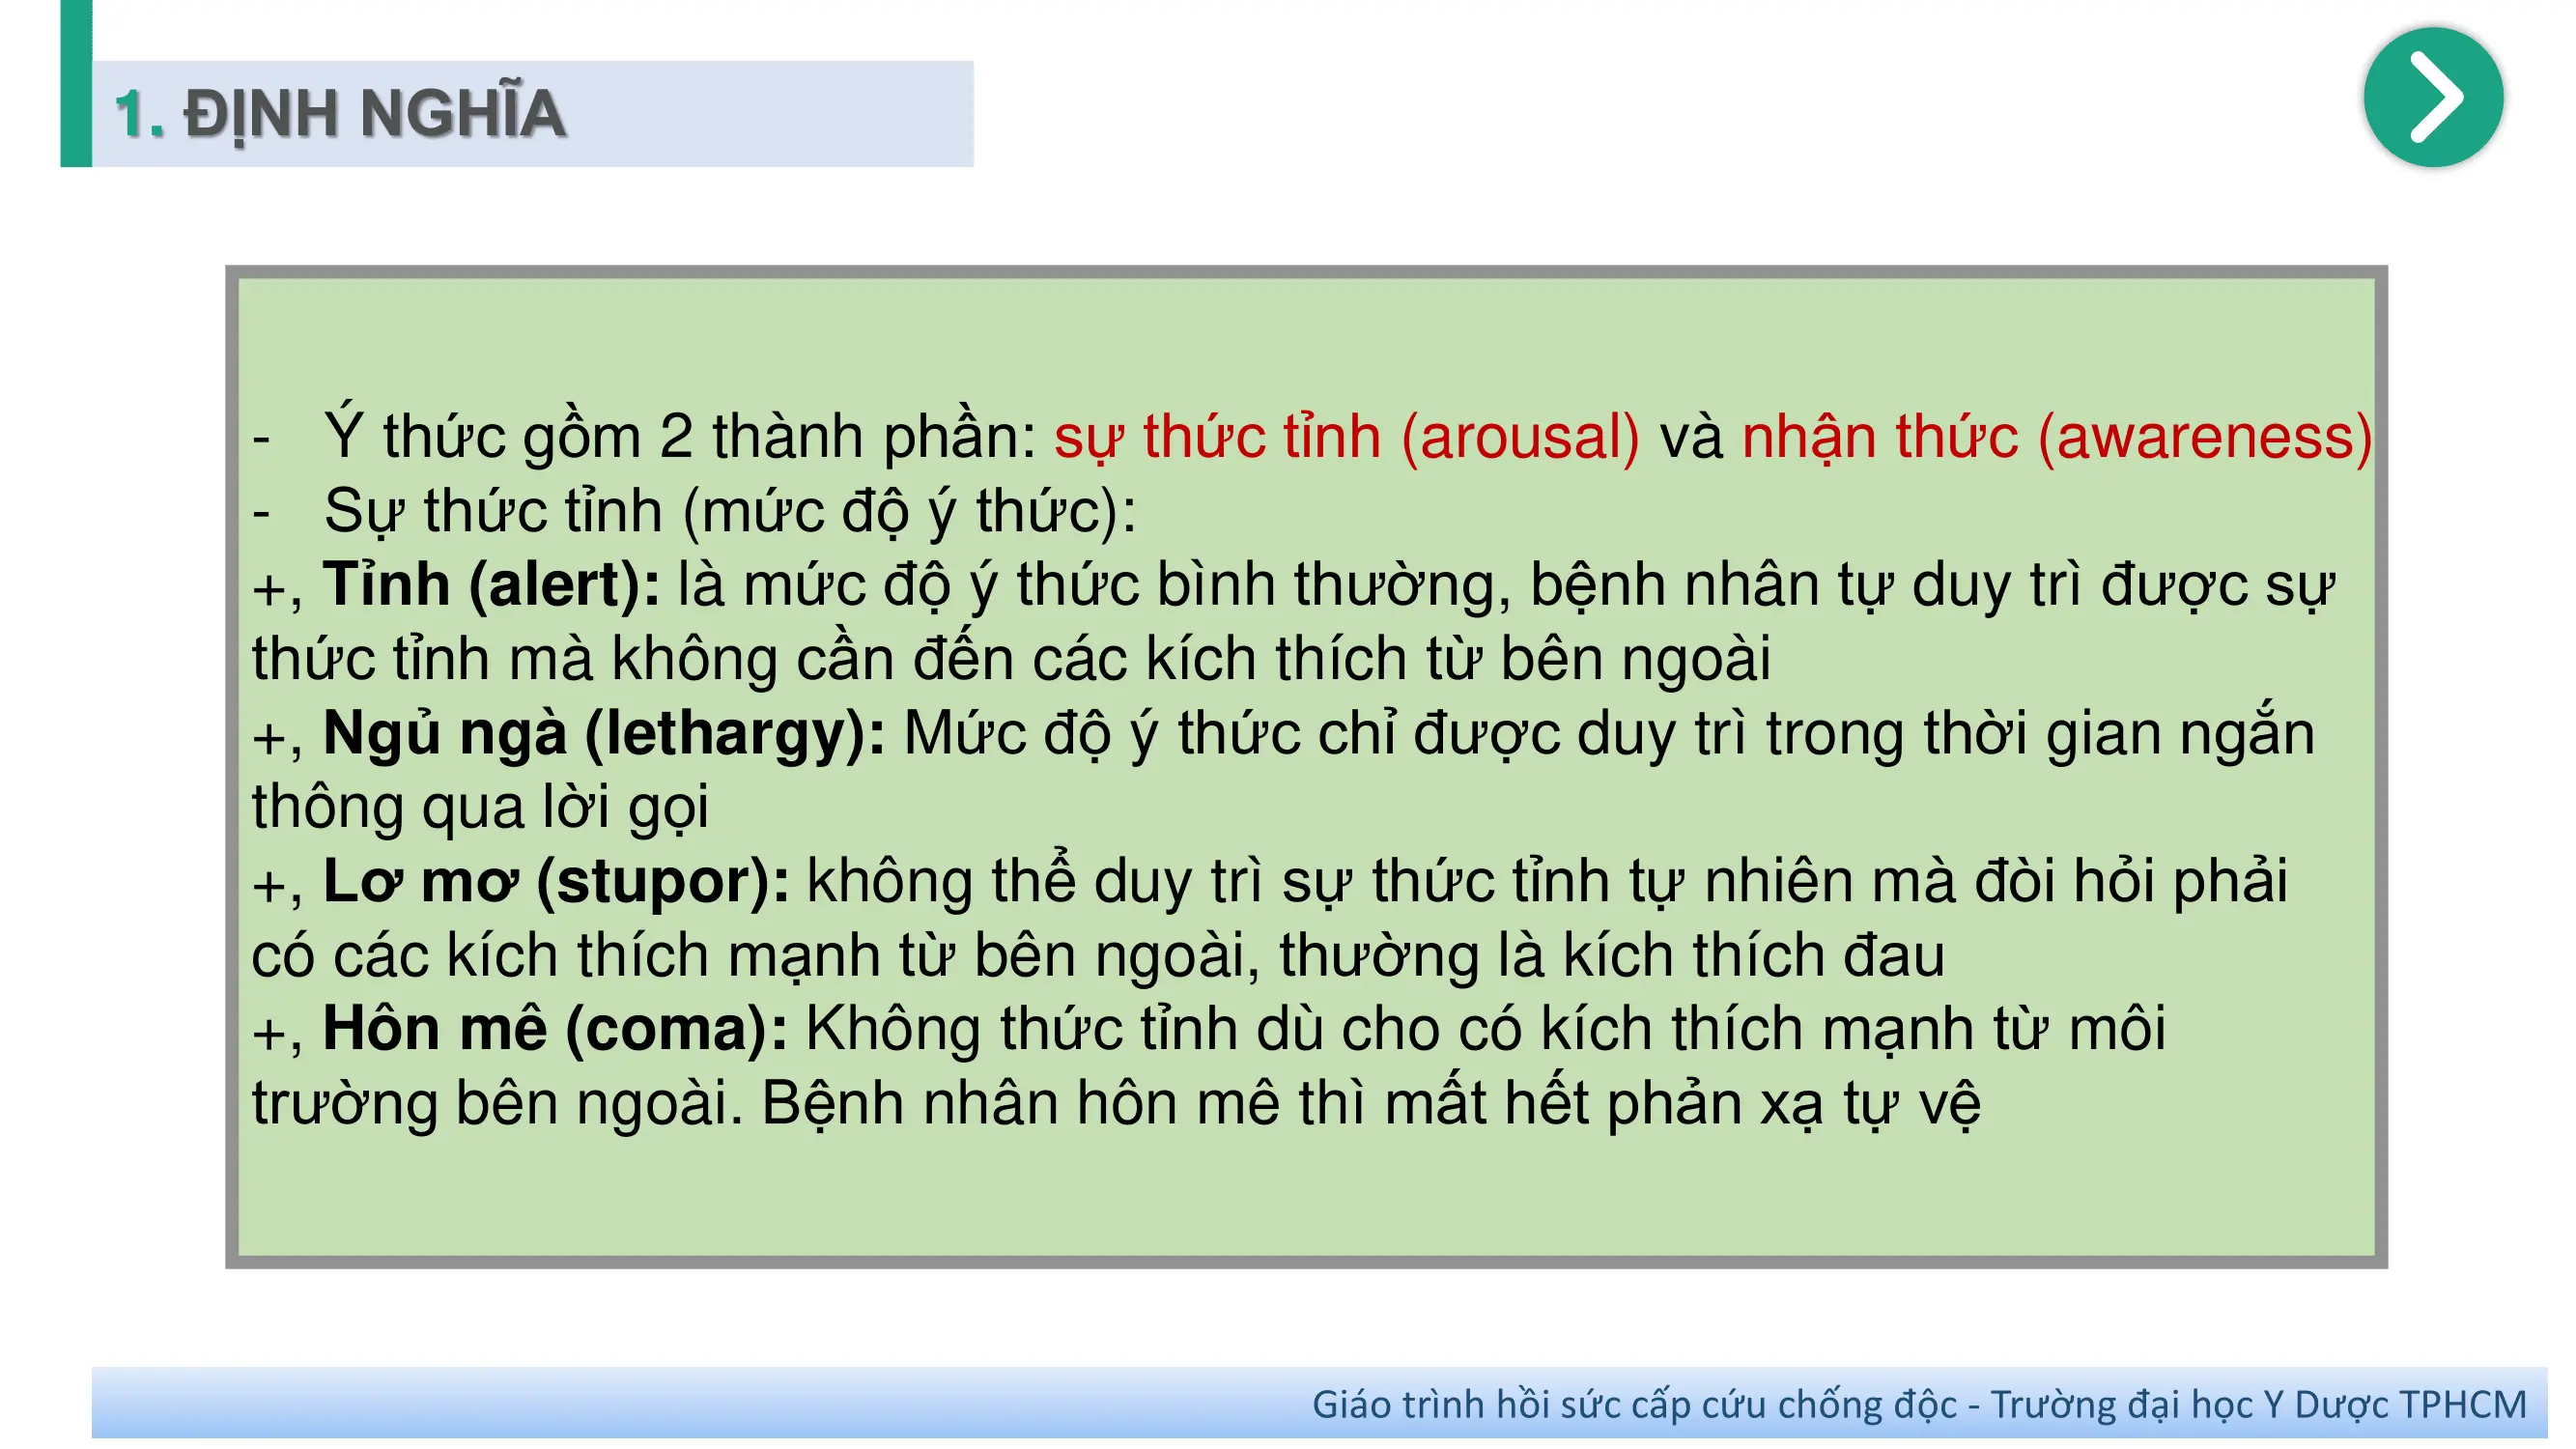 1. ĐỊNH NGHĨA
- Ý thức gồm 2 thành phần: sự thức tỉnh (arousal) và nhận thức (awareness)
- Sự thức tỉnh (mức độ ý thức):
+, Tỉnh (alert): là mức độ ý thức bình thường, bệnh nhân tự duy trì được sự
thức tỉnh mà không cần đến các kích thích từ bên ngoài
+, Ngủ ngà (lethargy): Mức độ ý thức chỉ được duy trì trong thời gian ngắn
thông qua lời gọi
+, Lơ mơ (stupor): không thể duy trì sự thức tỉnh tự nhiên mà đòi hỏi phải
có các kích thích mạnh từ bên ngoài, thường là kích thích đau
+, Hôn mê (coma): Không thức tỉnh dù cho có kích thích mạnh từ môi
trường bên ngoài. Bệnh nhân hôn mê thì mất hết phản xạ tự vệ
Giáo trình hồi sức cấp cứu chống độc - Trường đại học Y Dược TPHCM